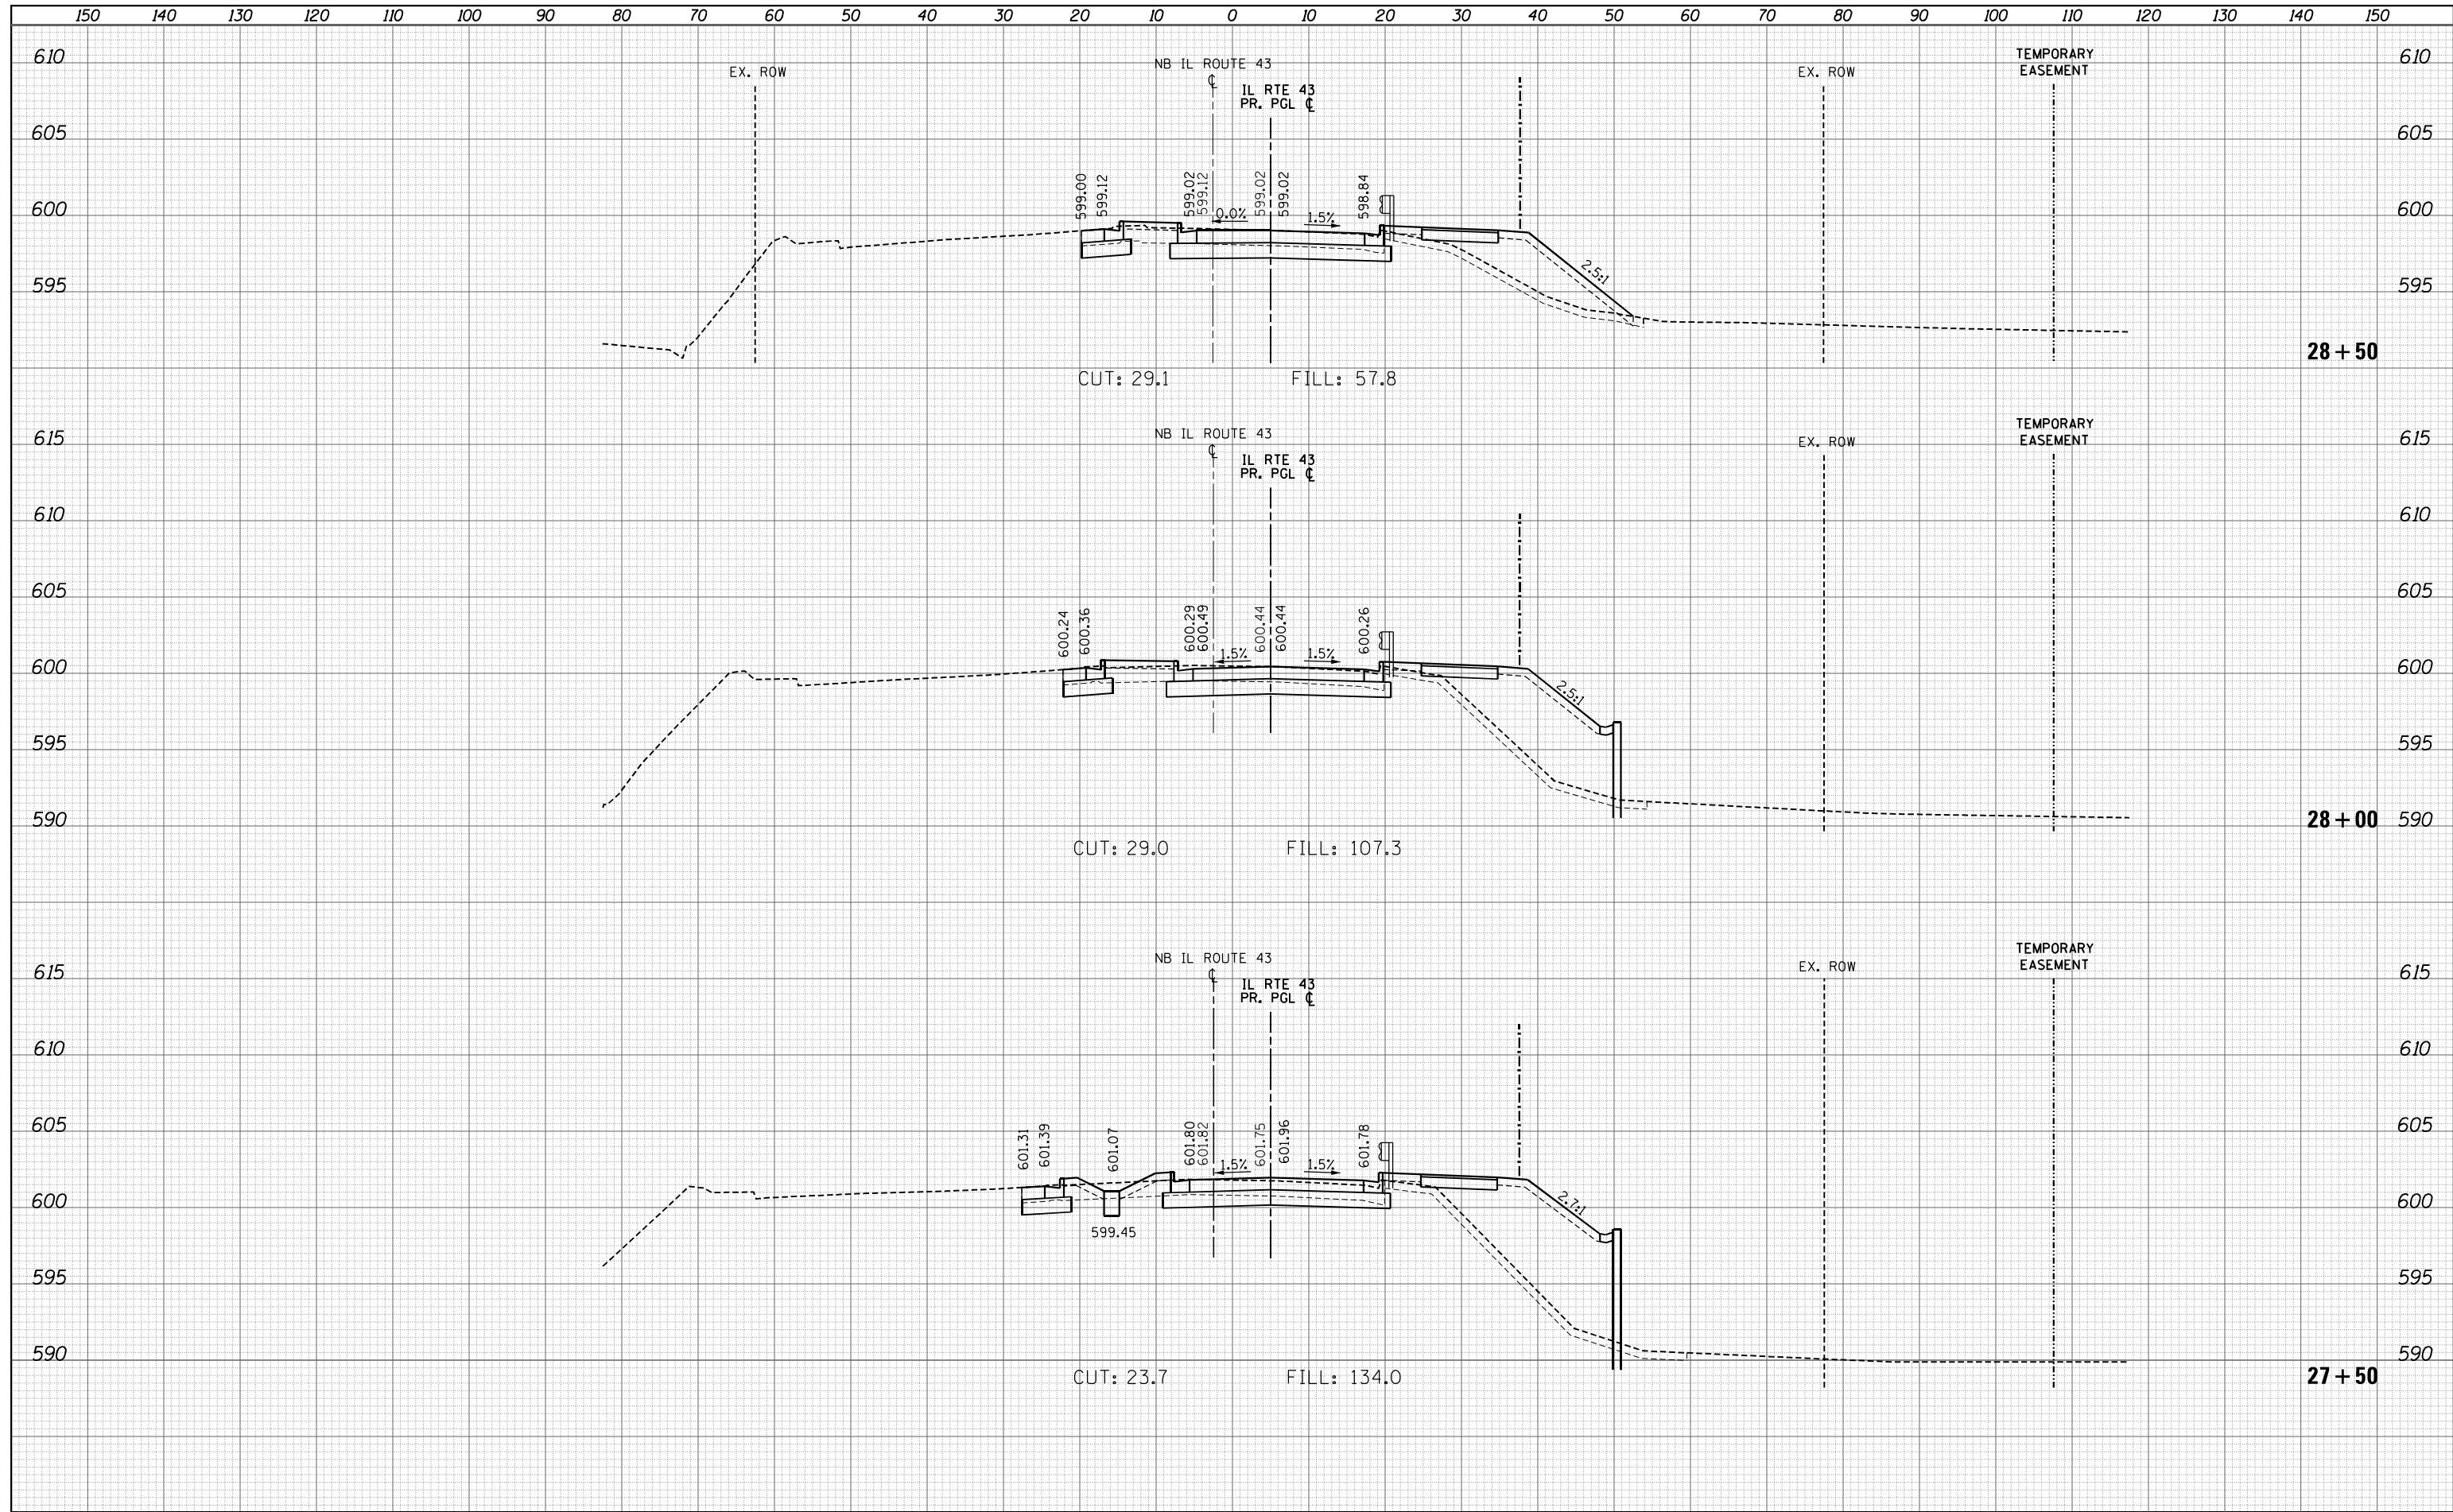 150 140 130 120 110 100 90 80 70 60 50 40 30 20 10 0 10 20 30 40 50 60 70 80 90 100 110 120 130 140 150
610 610
EX. ROW
NB IL ROUTE 43
℄
IL RTE 43
PR. PGL ℄
EX. ROW
TEMPORARY
EASEMENT
605 605
599.00
599.12
599.02
599.12
599.02
599.02
598.84
600 600
0.0%
1.5%
2.5:1
595 595
28+50
CUT: 29.1
FILL: 57.8
615 615
NB IL ROUTE 43
℄
IL RTE 43
PR. PGL ℄
EX. ROW
TEMPORARY
EASEMENT
610 610
605 605
600.24
600.36
600.29
600.49
600.44
600.44
600.26
600 600
1.5%
1.5%
2.5:1
595 595
590 590
28+00
CUT: 29.0
FILL: 107.3
NB IL ROUTE 43
℄
IL RTE 43
PR. PGL ℄
EX. ROW
TEMPORARY
EASEMENT
615 615
610 610
605 605
601.31
601.39
601.07
601.80
601.82
601.75
601.96
601.78
1.5%
1.5%
2.7:1
600 600
599.45
595 595
590 590
27+50
CUT: 23.7
FILL: 134.0